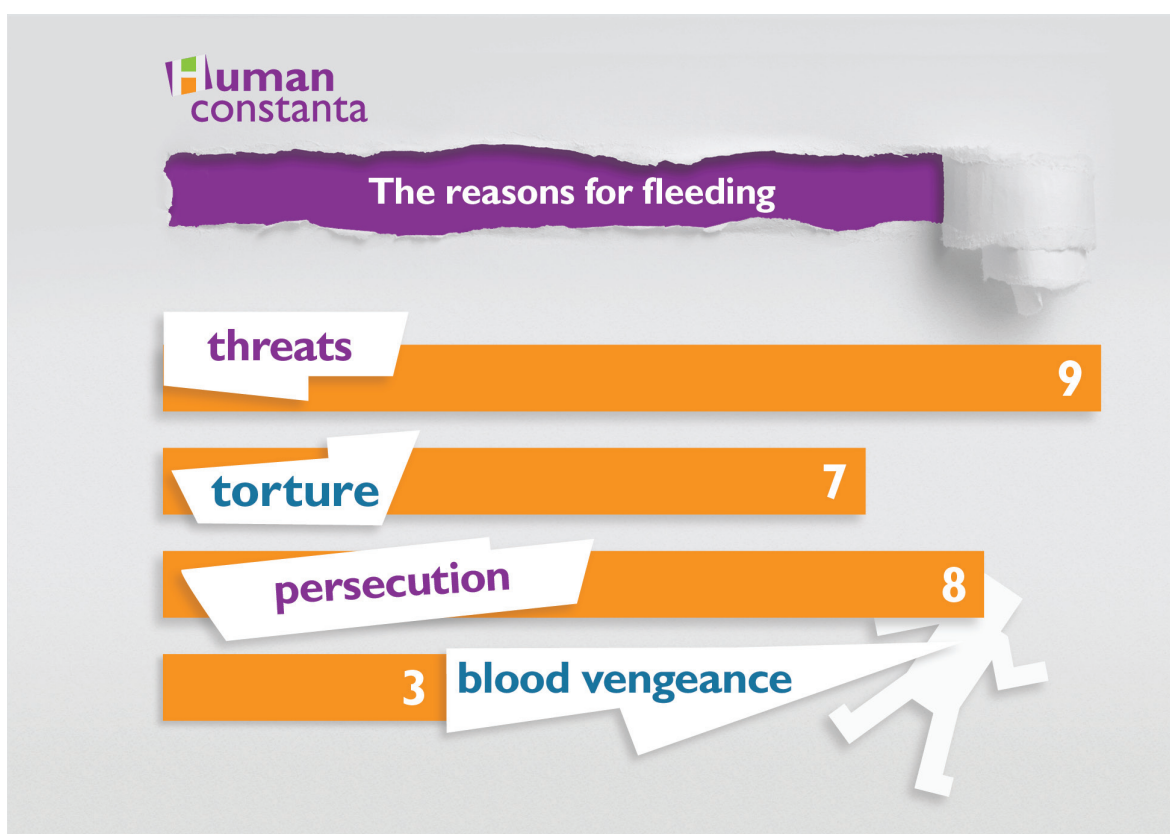 Human
constanta
The reasons for fleeding
threats
9
torture
7
persecution
8
3 blood vengeance